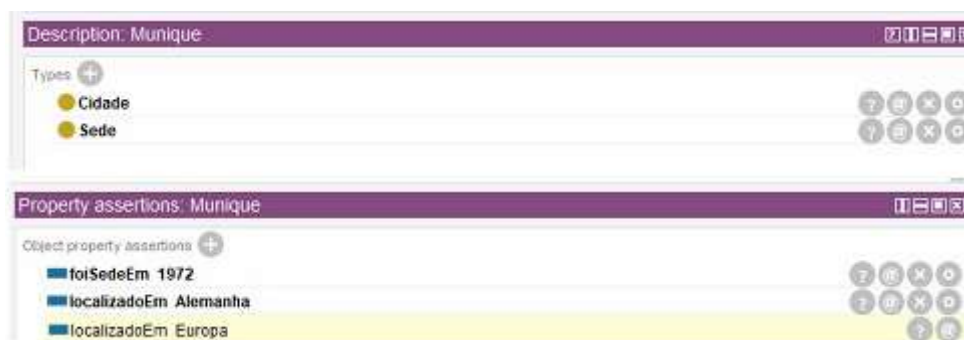 Description: Munique
Types
Cidade
Sede
Property assertions: Munique
Object property assertions
foiSedeEm 1972
localizadoEm Alemanha
localizadoEm Europa